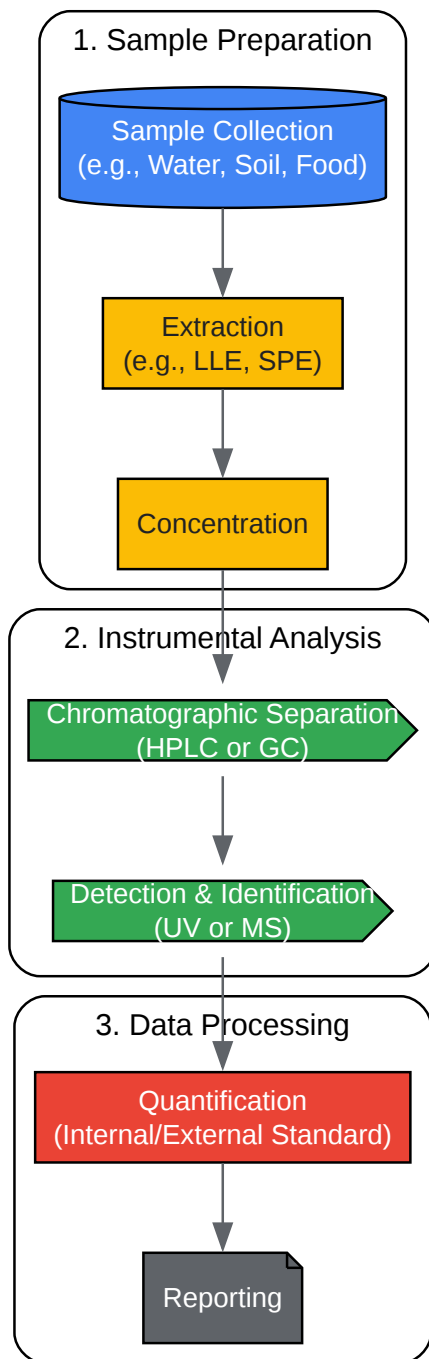 1. Sample Preparation
Sample Collection
(e.g., Water, Soil, Food)
Extraction
(e.g., LLE, SPE)
Concentration
2. Instrumental Analysis
Chromatographic Separation
(HPLC or GC)
Detection & Identification
(UV or MS)
3. Data Processing
Quantification
(Internal/External Standard)
Reporting